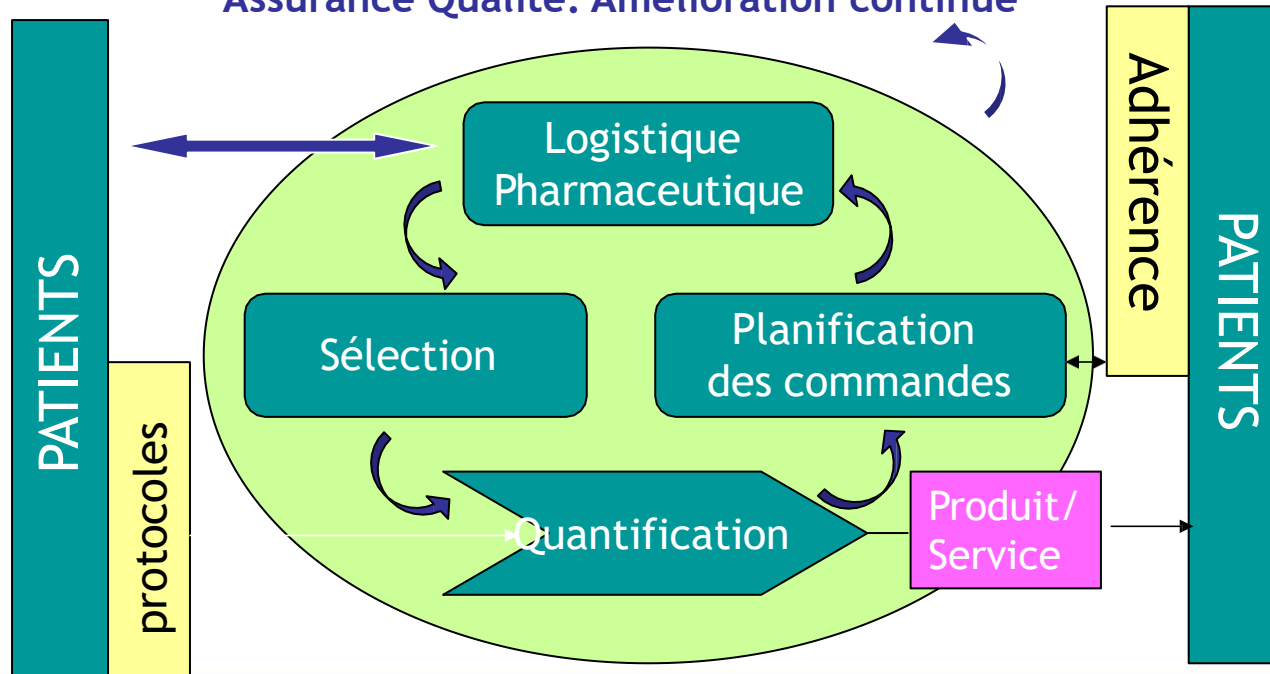 Assurance Qualité: Amélioration continue
PATIENTS
protocoles
Logistique
Pharmaceutique
Sélection
Planification
des commandes
Quantification
Produit/
Service
Adhérence
PATIENTS